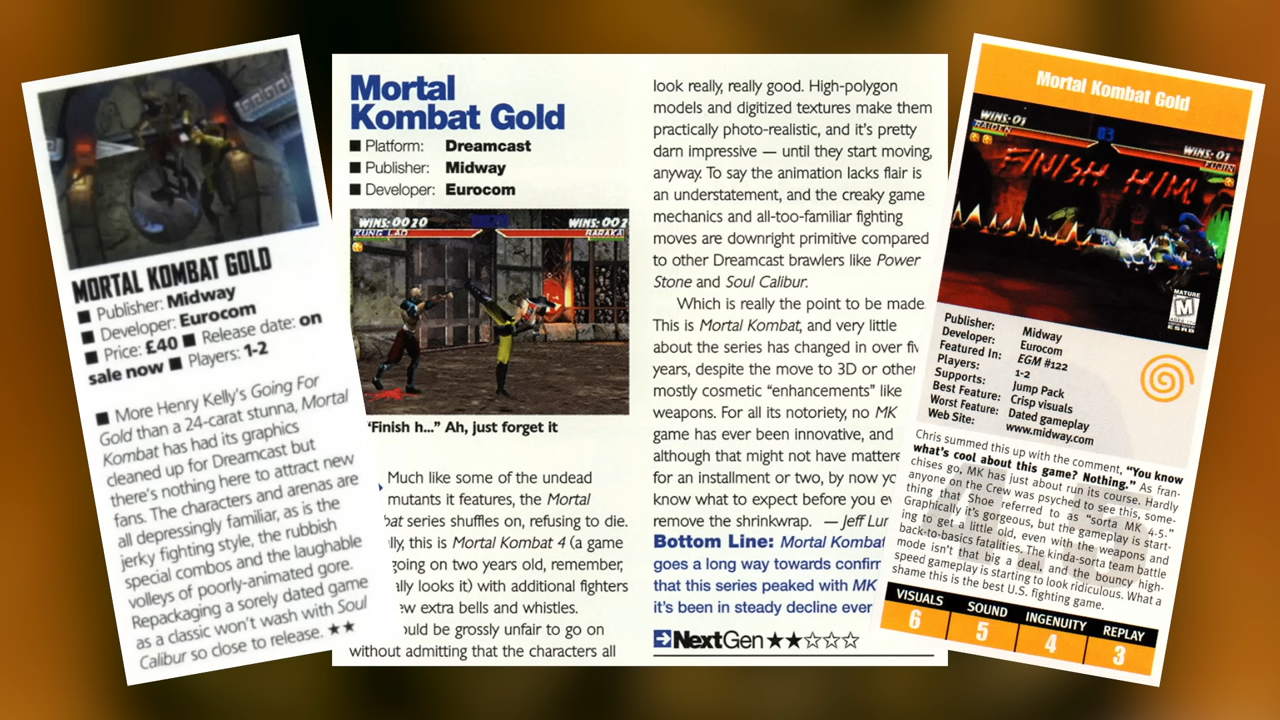 MORTAL KOMBAT GOLD
■ Publisher: Midway
■ Developer: Eurocom
■ Price: £40 ■ Release date: on
sale now ■ Players: 1-2
■ More Henry Kelly's Going For
Gold than a 24-carat stunna, Mortal
Kombat has had its graphics
cleaned up for Dreamcast but
there's nothing here to attract new
fans. The characters and arenas are
all depressingly familiar, as is the
jerky fighting style, the rubbish
special combos and the laughable
volleys of poorly-animated gore.
Repackaging a sorely dated game
as a classic won't wash with Soul
Calibur so close to release. ★★
Mortal
Kombat Gold
■ Platform: Dreamcast
■ Publisher: Midway
■ Developer: Eurocom
WINS: 0020 WINS: 002
KUNG LAO BARAKA
"Finish h..." Ah, just forget it
Much like some of the undead
mutants it features, the Mortal
bat series shuffles on, refusing to die.
lly, this is Mortal Kombat 4 (a game
going on two years old, remember,
ally looks it) with additional fighters
ew extra bells and whistles.
ould be grossly unfair to go on
without admitting that the characters all
look really, really good. High-polygon
models and digitized textures make them
practically photo-realistic, and it's pretty
darn impressive — until they start moving,
anyway. To say the animation lacks flair is
an understatement, and the creaky game
mechanics and all-too-familiar fighting
moves are downright primitive compared
to other Dreamcast brawlers like Power
Stone and Soul Calibur.
Which is really the point to be made.
This is Mortal Kombat, and very little
about the series has changed in over fiv
years, despite the move to 3D or other
mostly cosmetic "enhancements" like
weapons. For all its notoriety, no MK
game has ever been innovative, and
although that might not have mattere
for an installment or two, by now yo
know what to expect before you ev
remove the shrinkwrap. — Jeff Lun
Bottom Line: Mortal Kombat
goes a long way towards confirm
that this series peaked with MK
it's been in steady decline ever
NextGen ★★☆☆☆
Mortal Kombat Gold
WINS: 01 03 WINS: 01
RAIDEN FUJIN
FINISH HIM!
MATURE
M
ESRB
Publisher: Midway
Developer: Eurocom
Featured In: EGM #122
Players: 1-2
Supports: Jump Pack
Best Feature: Crisp visuals
Worst Feature: Dated gameplay
Web Site: www.midway.com
Chris summed this up with the comment, "You know
what's cool about this game? Nothing." As fran-
chises go, MK has just about run its course. Hardly
anyone on the Crew was psyched to see this, some-
thing that Shoe referred to as "sorta MK 4.5."
Graphically it's gorgeous, but the gameplay is start-
ing to get a little old, even with the weapons and
back-to-basics fatalities. The kinda-sorta team battle
mode isn't that big a deal, and the bouncy high-
speed gameplay is starting to look ridiculous. What a
shame this is the best U.S. fighting game.
VISUALS SOUND INGENUITY REPLAY
6 5 4 3